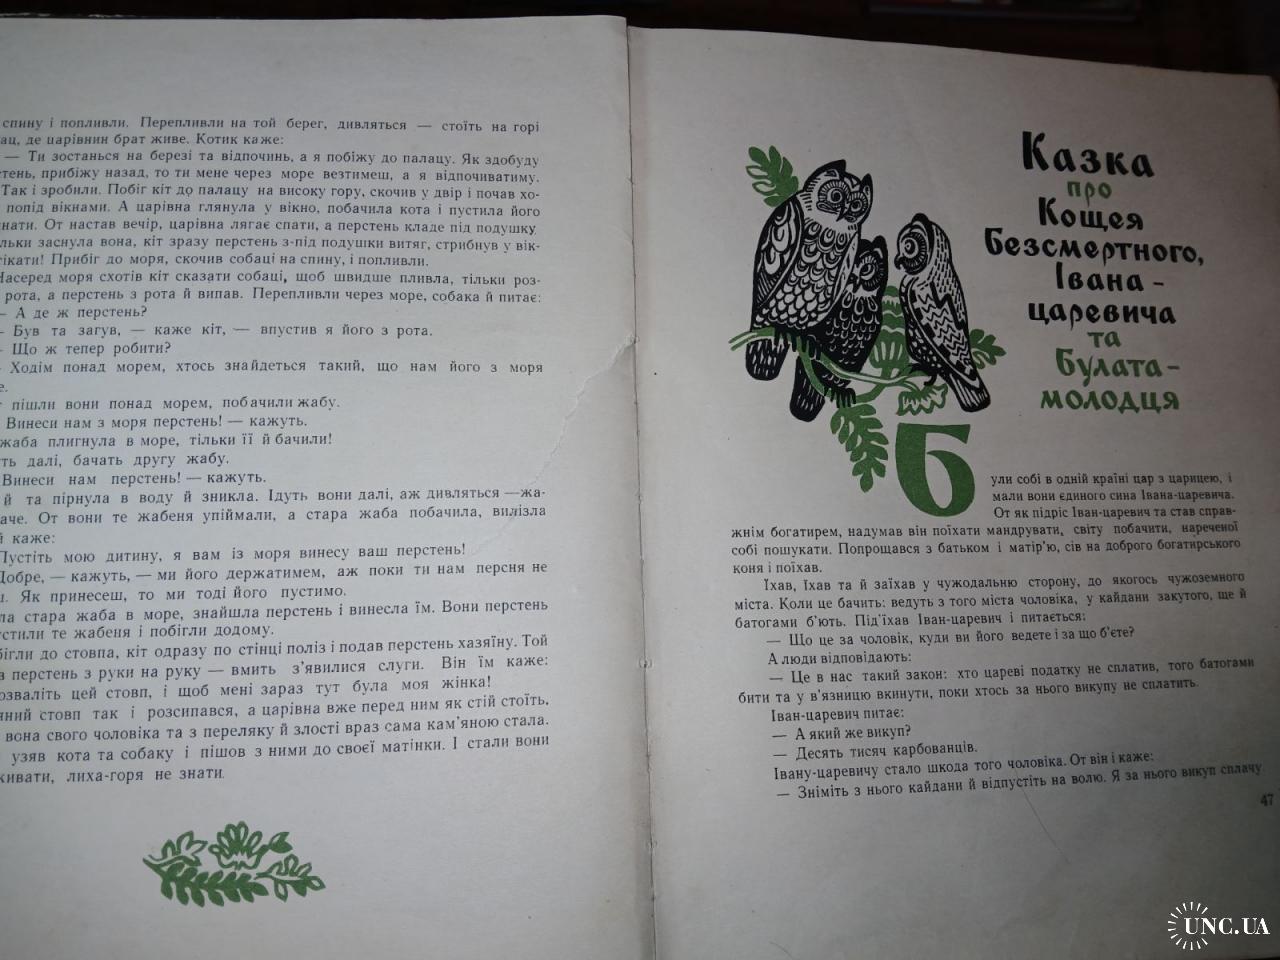 спину і попливли. Перепливли на той берег, дивляться — стоїть на горі
ац, де царівнин брат живе. Котик каже:
— Ти зостанься на березі та відпочинь, а я побіжу до палацу. Як здобуду
стень, прибіжу назад, то ти мене через море везтимеш, а я відпочиватиму.
Так і зробили. Побіг кіт до палацу на високу гору, скочив у двір і почав хо-
попід вікнами. А царівна глянула у вікно, побачила кота і пустила його
нати. От настав вечір, царівна лягає спати, а перстень кладе під подушку.
льки заснула вона, кіт зразу перстень з-під подушки витяг, стрибнув у вік-
тікати! Прибіг до моря, скочив собаці на спину, і попливли.
Насеред моря схотів кіт сказати собаці, щоб швидше пливла, тільки роз-
рота, а перстень з рота й випав. Перепливли через море, собака й питає:
— А де ж перстень?
— Був та загув, — каже кіт, — впустив я його з рота.
— Що ж тепер робити?
— Ходім понад морем, хтось знайдеться такий, що нам його з моря
е.
т пішли вони понад морем, побачили жабу.
Винеси нам з моря перстень! — кажуть.
жаба плигнула в море, тільки її й бачили!
уть далі, бачать другу жабу.
Винеси нам перстень! — кажуть.
й та пірнула в воду й зникла. Ідуть вони далі, аж дивляться —жа-
аче. От вони те жабеня упіймали, а стара жаба побачила, вилізла
й каже:
Пустіть мою дитину, я вам із моря винесу ваш перстень!
Добре, — кажуть, — ми його держатимем, аж поки ти нам персня не
ш. Як принесеш, то ми тоді його пустимо.
ла стара жаба в море, знайшла перстень і винесла їм. Вони перстень
устили те жабеня і побігли додому.
бігли до стовпа, кіт одразу по стінці поліз і подав перстень хазяїну. Той
з перстень з руки на руку — вмить з'явилися слуги. Він їм каже:
озваліть цей стовп, і щоб мені зараз тут була моя жінка!
яний стовп так і розсипався, а царівна вже перед ним як стій стоїть.
вона свого чоловіка та з переляку й злості враз сама кам'яною стала.
узяв кота та собаку і пішов з ними до своєї матінки. І стали вони
живати, лиха-горя не знати.
Казка
про
Кощея
Безсмертного,
Івана-
царевича
та
Булата-
молодця
Були собі в одній країні цар з царицею, і
мали вони єдиного сина Івана-царевича.
От як підріс Іван-царевич та став справ-
жнім богатирем, надумав він поїхати мандрувати, світу побачити, нареченої
собі пошукати. Попрощався з батьком і матір'ю, сів на доброго богатирського
коня і поїхав.
Їхав, їхав та й заїхав у чужодальню сторону, до якогось чужоземного
міста. Коли це бачить: ведуть з того міста чоловіка, у кайдани закутого, ще й
батогами б'ють. Під'їхав Іван-царевич і питається:
— Що це за чоловік, куди ви його ведете і за що б'єте?
А люди відповідають:
— Це в нас такий закон: хто цареві податку не сплатив, того батогами
бити та у в'язницю вкинути, поки хтось за нього викупу не сплатить.
Іван-царевич питає:
— А який же викуп?
— Десять тисяч карбованців.
Івану-царевичу стало шкода того чоловіка. От він і каже:
— Зніміть з нього кайдани й відпустіть на волю. Я за нього викуп сплачу.
47
UNC.UA